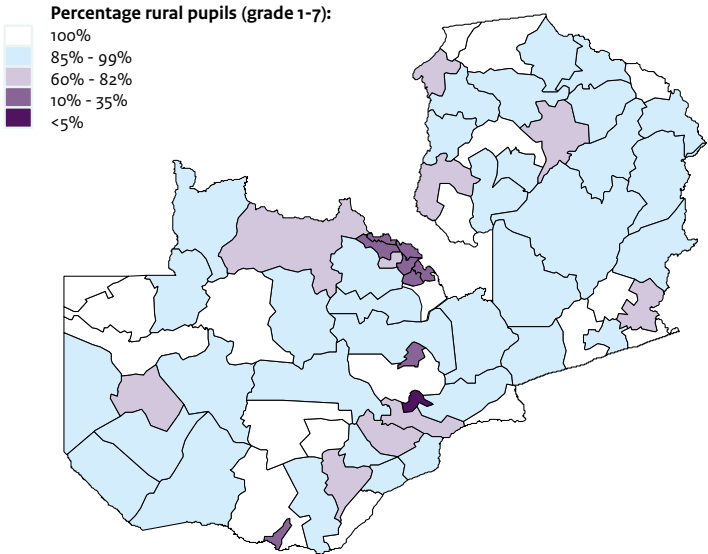 Percentage rural pupils (grade 1-7):
100%
85% - 99%
60% - 82%
10% - 35%
<5%